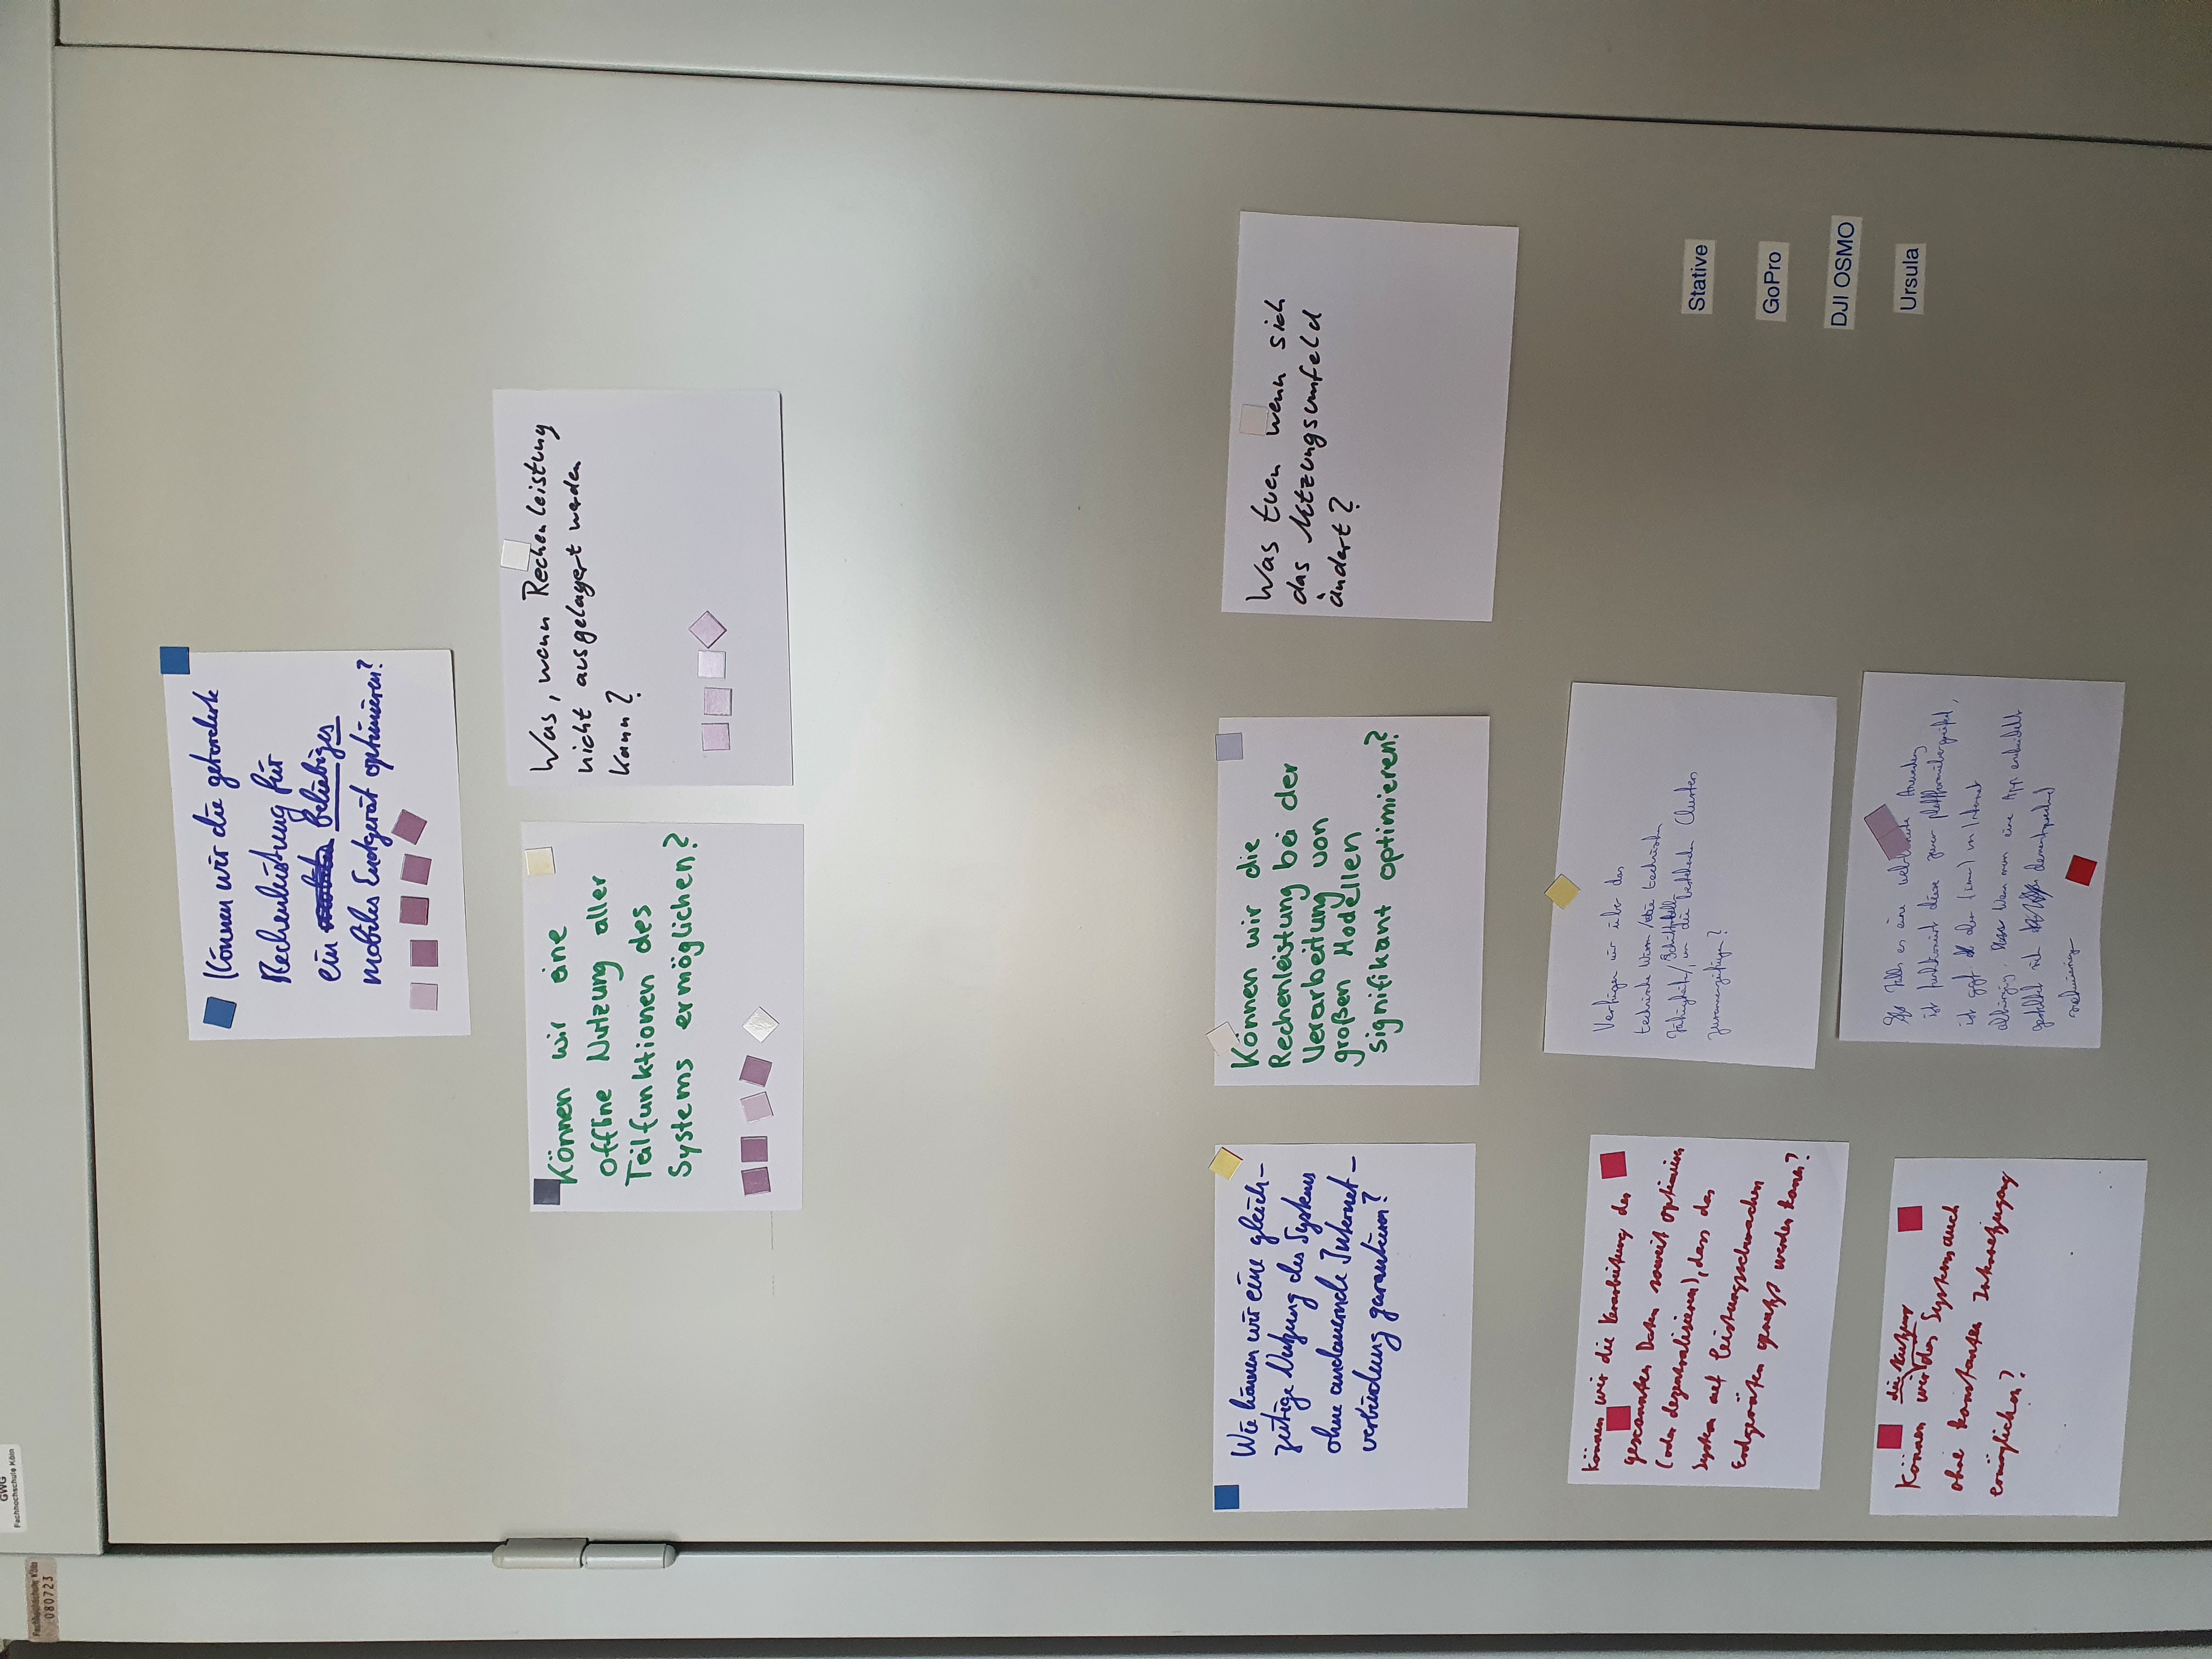 GWG
Fachhochschule Köln
Fachhochschule Köln
080723
Können wir die geforderte
Rechenleistung für
ein beliebiges
mobiles Endgerät optimieren?
Können wir eine
offline Nutzung aller
Teilfunktionen des
Systems ermöglichen?
Was, wenn Rechenleistung
nicht ausgelagert werden
kann?
Wie können wir eine gleich-
zeitige Nutzung des Systems
ohne andauernde Internet-
verbindung garantieren?
Können wir die
Rechenleistung bei der
Verarbeitung von
großen Modellen
signifikant optimieren?
Was tuen wenn sich
das Nutzungsumfeld
ändert?
Können wir die Verarbeitung der
gescannten Daten soweit optimieren
(oder dezentralisieren), dass das
System auf leistungsschwachen
Endgeräten genutzt werden kann?
Verfügen wir über das
technische Wissen / die technischen
Fähigkeiten / Schnittstellen um die bestehenden Clusters
zusammenzufügen?
die Nutzung
Können wir des Systems auch
ohne konstanten Internetzugang
ermöglichen?
Falls es eine Anwendung
ist funktioniert diese zwar plattformübergreifend,
ist ggf. aber (immer) von Internet
abhängig. Wenn man eine App entwickelt
gestaltet sich dementsprechend
schwieriger
Stative
GoPro
DJI OSMO
Ursula